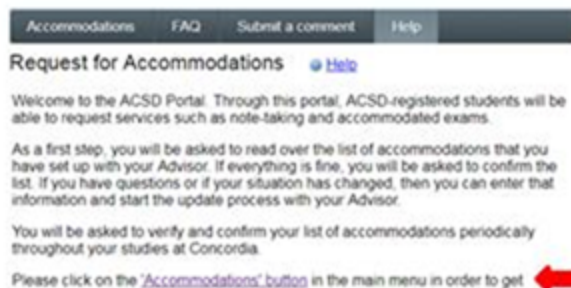 Accommodations FAQ Submit a comment Help
Request for Accommodations Help
Welcome to the ACSD Portal. Through this portal, ACSD-registered students will be
able to request services such as note-taking and accommodated exams.
As a first step, you will be asked to read over the list of accommodations that you
have set up with your Advisor. If everything is fine, you will be asked to confirm the
list. If you have questions or if your situation has changed, then you can enter that
information and start the update process with your Advisor.
You will be asked to verify and confirm your list of accommodations periodically
throughout your studies at Concordia.
Please click on the 'Accommodations' button in the main menu in order to get